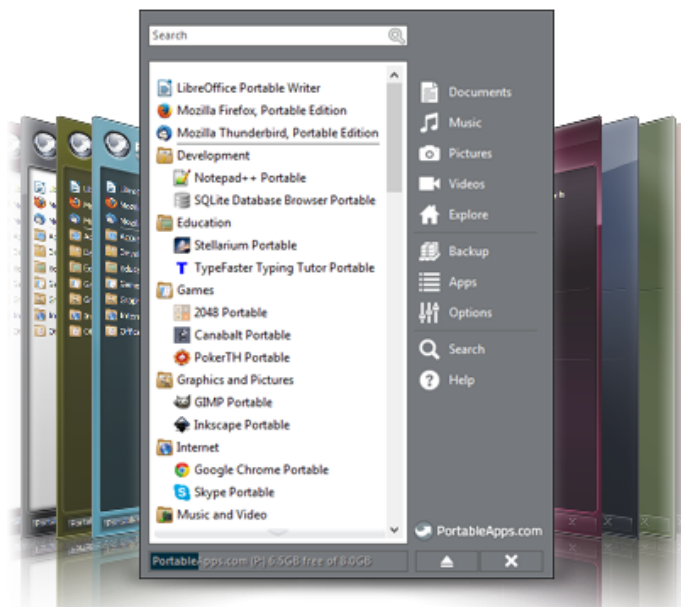 Search
LibreOffice Portable Writer
Mozilla Firefox, Portable Edition
Mozilla Thunderbird, Portable Edition
Development
Notepad++ Portable
SQLite Database Browser Portable
Education
Stellarium Portable
TypeFaster Typing Tutor Portable
Games
2048 Portable
Canabalt Portable
PokerTH Portable
Graphics and Pictures
GIMP Portable
Inkscape Portable
Internet
Google Chrome Portable
Skype Portable
Music and Video
PortableApps.com (P:) 6.6GB free of 8.0GB
Documents
Music
Pictures
Videos
Explore
Backup
Apps
Options
Search
Help
PortableApps.com